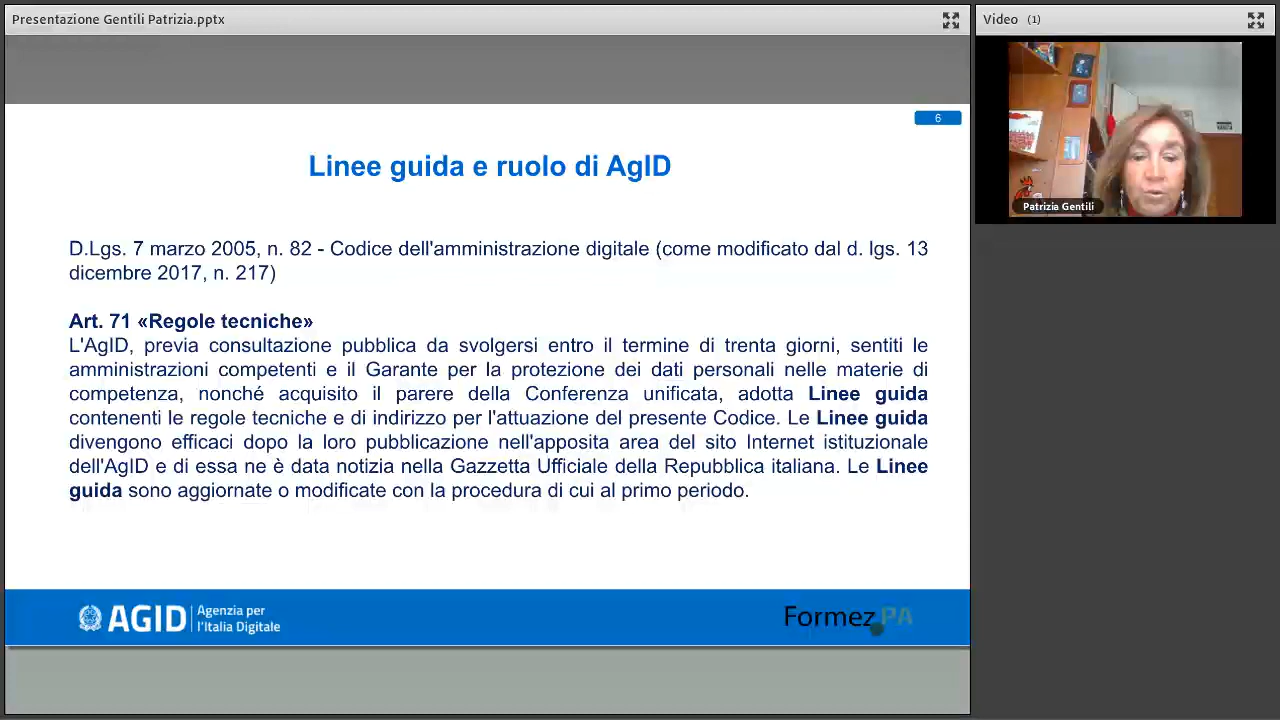 Presentazione Gentili Patrizia.pptx
Video (1)
Patrizia Gentili
6
Linee guida e ruolo di AgID
D.Lgs. 7 marzo 2005, n. 82 - Codice dell'amministrazione digitale (come modificato dal d. lgs. 13
dicembre 2017, n. 217)
Art. 71 «Regole tecniche»
L'AgID, previa consultazione pubblica da svolgersi entro il termine di trenta giorni, sentiti le
amministrazioni competenti e il Garante per la protezione dei dati personali nelle materie di
competenza, nonché acquisito il parere della Conferenza unificata, adotta Linee guida
contenenti le regole tecniche e di indirizzo per l'attuazione del presente Codice. Le Linee guida
divengono efficaci dopo la loro pubblicazione nell'apposita area del sito Internet istituzionale
dell'AgID e di essa ne è data notizia nella Gazzetta Ufficiale della Repubblica italiana. Le Linee
guida sono aggiornate o modificate con la procedura di cui al primo periodo.
AGID
Agenzia per
l'Italia Digitale
Formez PA